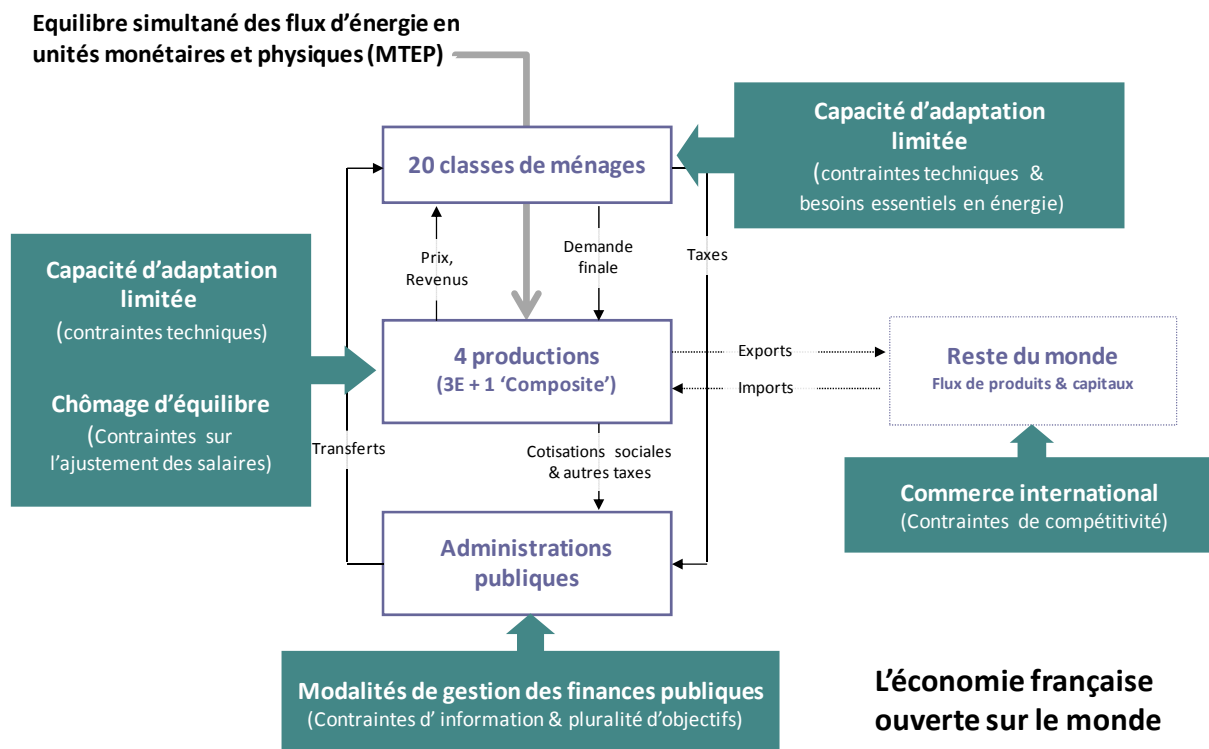 Equilibre simultané des flux d'énergie en
unités monétaires et physiques (MTEP)
Capacité d'adaptation
limitée
(contraintes techniques &
besoins essentiels en énergie)
20 classes de ménages
Prix,
Revenus
Demande
finale
Taxes
Capacité d'adaptation
limitée
(contraintes techniques)
Chômage d'équilibre
(Contraintes sur
l'ajustement des salaires)
4 productions
(3E + 1 'Composite')
Exports
Imports
Reste du monde
Flux de produits & capitaux
Transferts
Cotisations sociales
& autres taxes
Commerce international
(Contraintes de compétitivité)
Administrations
publiques
Modalités de gestion des finances publiques
(Contraintes d' information & pluralité d'objectifs)
L'économie française
ouverte sur le monde